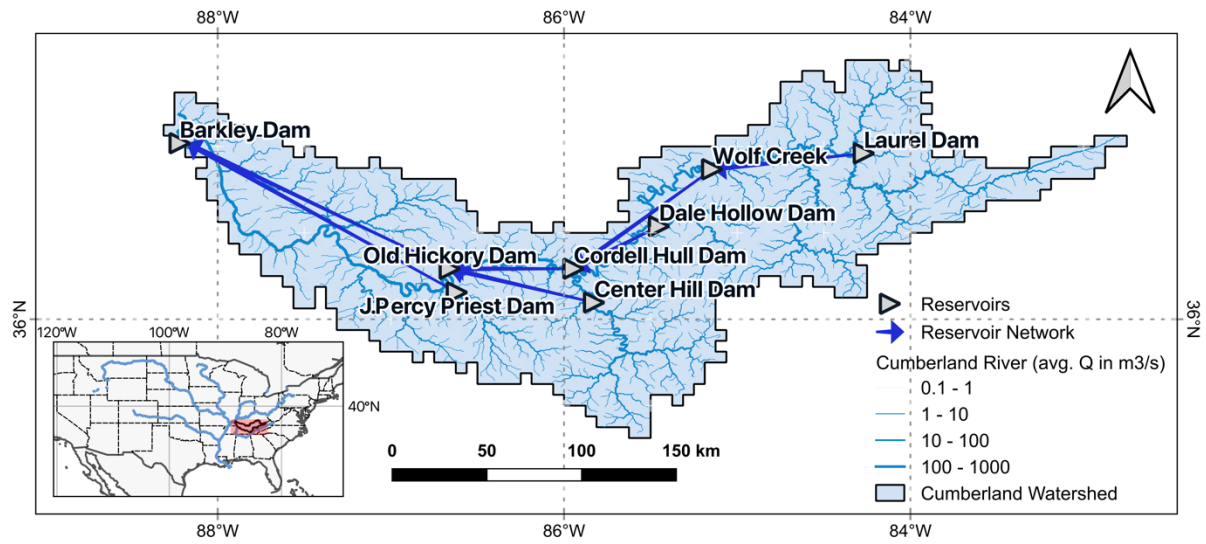 88°W 86°W 84°W
Barkley Dam
Laurel Dam
Wolf Creek
Dale Hollow Dam
Old Hickory Dam Cordell Hull Dam
Center Hill Dam
J.Percy Priest Dam
36°N 36°N
120°W 100°W 80°W
40°N
Reservoirs
Reservoir Network
Cumberland River (avg. Q in m3/s)
0.1 - 1
1 - 10
10 - 100
100 - 1000
Cumberland Watershed
0 50 100 150 km
88°W 86°W 84°W